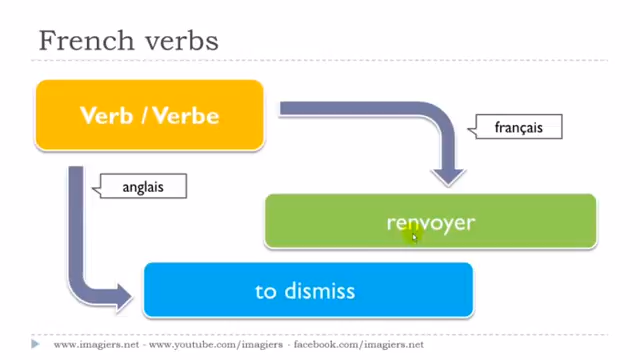 French verbs
Verb / Verbe
français
anglais
renvoyer
to dismiss
www.imagiers.net - www.youtube.com/imagiers - facebook.com/imagiers.net